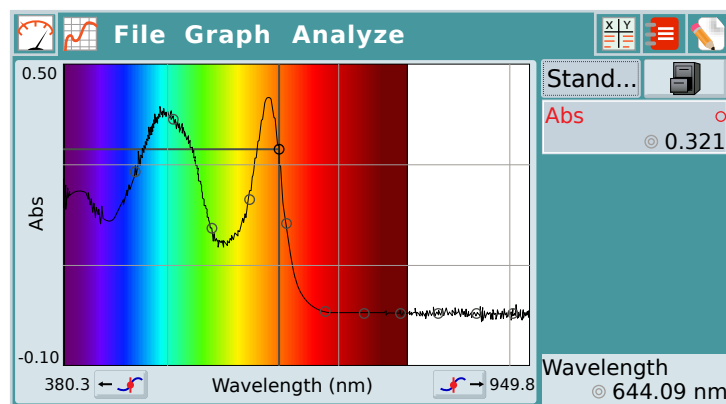 File Graph Analyze
X Y
0.50
Abs
-0.10
380.3
Wavelength (nm)
949.8
Stand...
Abs
0.321
Wavelength
644.09 nm